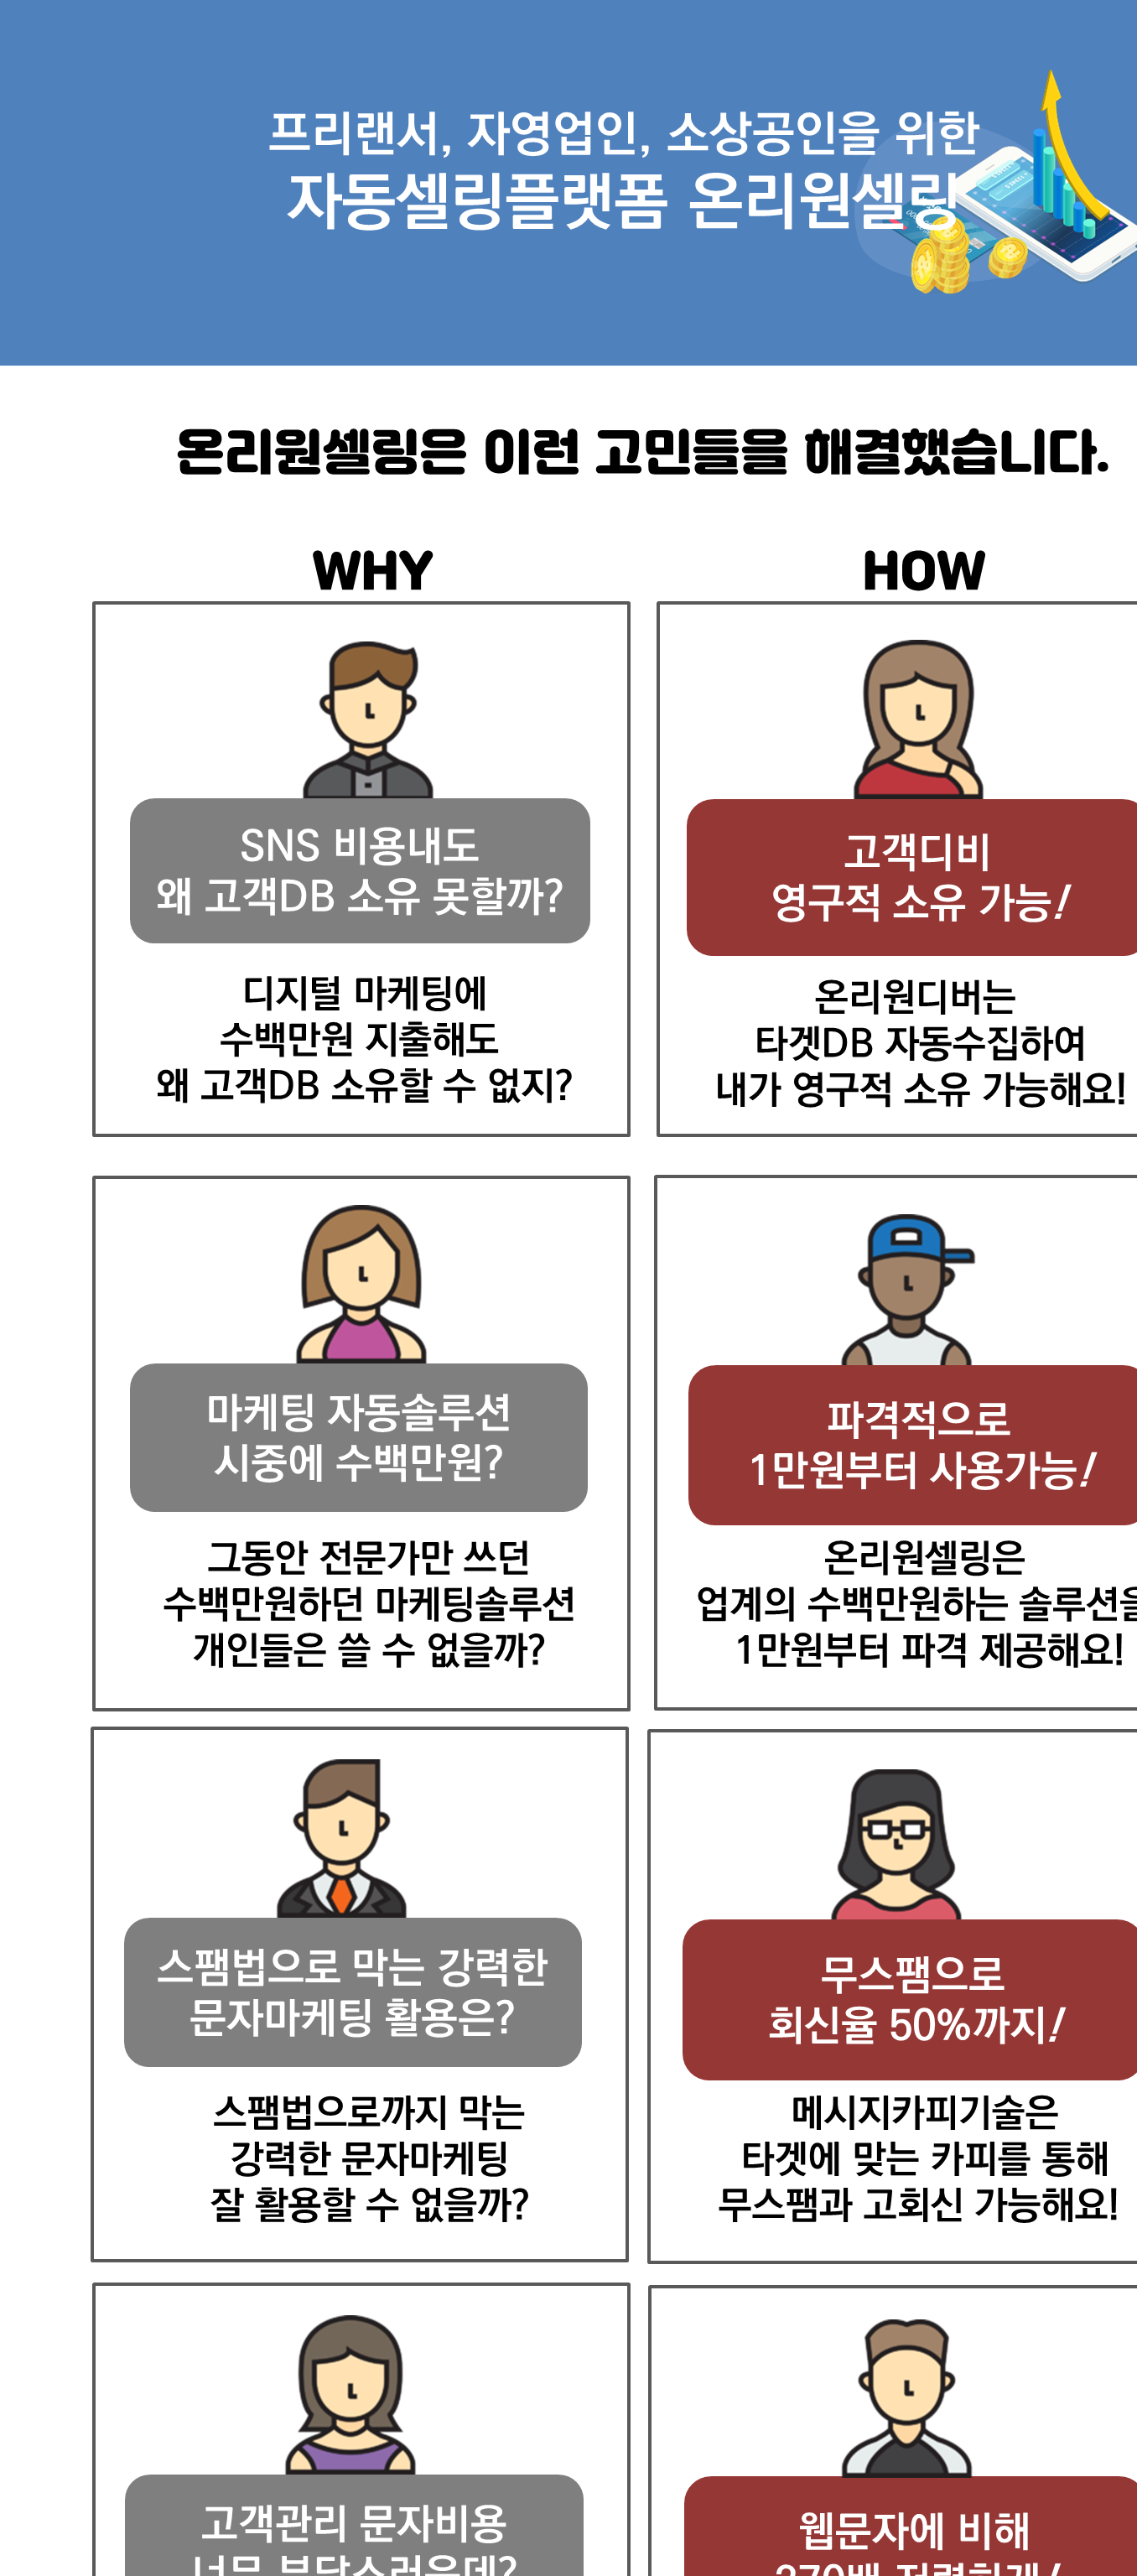 프리랜서, 자영업인, 소상공인을 위한
자동셀링플랫폼 온리원셀링
온리원셀링은 이런 고민들을 해결했습니다.
WHY
HOW
SNS 비용내도
왜 고객DB 소유 못할까?
디지털 마케팅에
수백만원 지출해도
왜 고객DB 소유할 수 없지?
고객디비
영구적 소유 가능!
온리원디버는
타겟DB 자동수집하여
내가 영구적 소유 가능해요!
마케팅 자동솔루션
시중에 수백만원?
그동안 전문가만 쓰던
수백만원하던 마케팅솔루션
개인들은 쓸 수 없을까?
파격적으로
1만원부터 사용가능!
온리원셀링은
업계의 수백만원하는 솔루션을
1만원부터 파격 제공해요!
스팸법으로 막는 강력한
문자마케팅 활용은?
스팸법으로까지 막는
강력한 문자마케팅
잘 활용할 수 없을까?
무스팸으로
회신율 50%까지!
메시지카피기술은
타겟에 맞는 카피를 통해
무스팸과 고회신 가능해요!
고객관리 문자비용
너무 부담스러운데?
웹문자에 비해